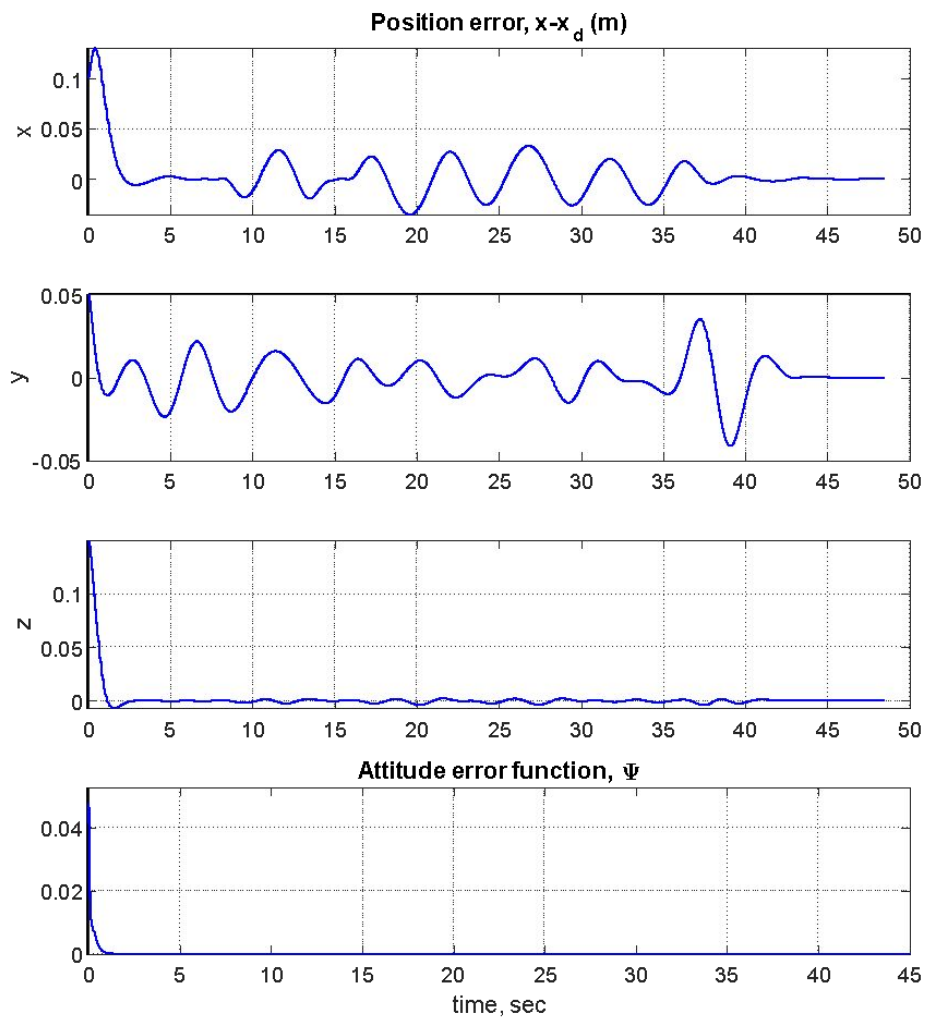 Position error, x-x_d (m)
0.1
0.05
0
x
0 5 10 15 20 25 30 35 40 45 50
0.05
0
-0.05
y
0 5 10 15 20 25 30 35 40 45 50
0.1
0.05
0
z
0 5 10 15 20 25 30 35 40 45 50
Attitude error function, Ψ
0.04
0.02
0
0 5 10 15 20 25 30 35 40 45
time, sec